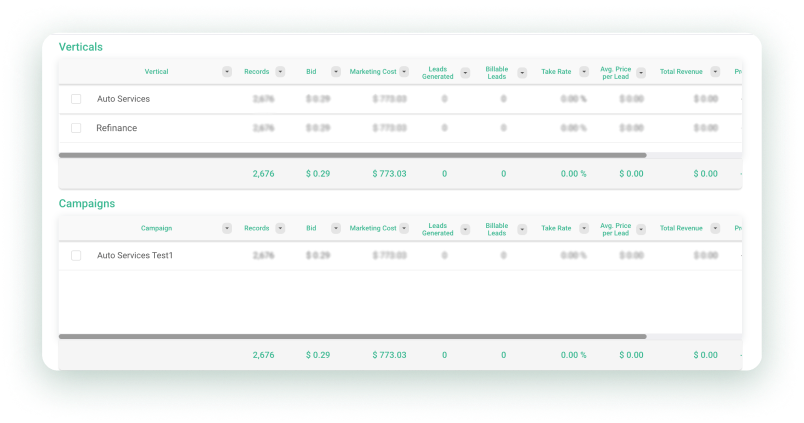 Verticals
Vertical Records Bid Marketing Cost Leads Generated Billable Leads Take Rate Avg. Price per Lead Total Revenue Pr
Auto Services 2,676 $ 0.29 $ 773.03 0 0 0.00 % $ 0.00 $ 0.00
Refinance 2,676 $ 0.29 $ 773.03 0 0 0.00 % $ 0.00 $ 0.00
2,676 $ 0.29 $ 773.03 0 0 0.00 % $ 0.00 $ 0.00 -
Campaigns
Campaign Records Bid Marketing Cost Leads Generated Billable Leads Take Rate Avg. Price per Lead Total Revenue Pr
Auto Services Test1 2,676 $ 0.29 $ 773.03 0 0 0.00 % $ 0.00 $ 0.00
2,676 $ 0.29 $ 773.03 0 0 0.00 % $ 0.00 $ 0.00 -